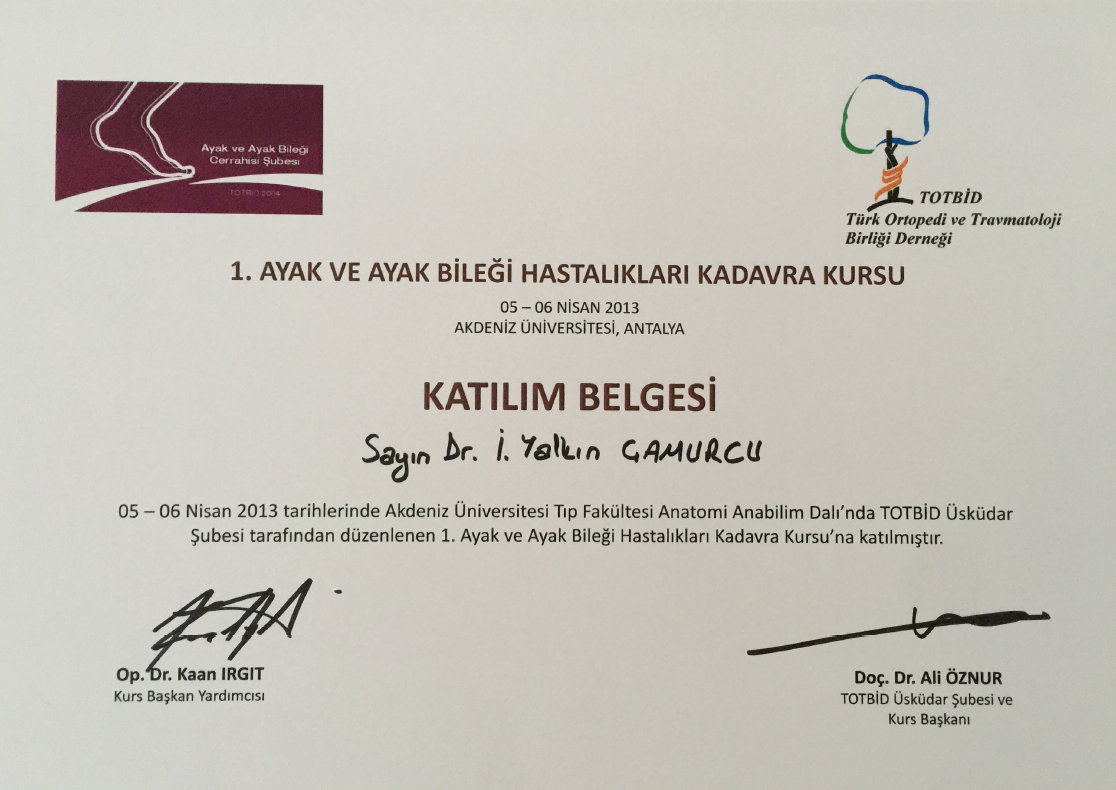 Ayak ve Ayak Bileği
Cerrahisi Şubesi
TOTBİD 2004
TOTBİD
Türk Ortopedi ve Travmatoloji
Birliği Derneği
1. AYAK VE AYAK BİLEĞİ HASTALIKLARI KADAVRA KURSU
05 – 06 NİSAN 2013
AKDENİZ ÜNİVERSİTESİ, ANTALYA
KATILIM BELGESİ
Sayın Dr. İ. Yalkın ÇAMURCU
05 – 06 Nisan 2013 tarihlerinde Akdeniz Üniversitesi Tıp Fakültesi Anatomi Anabilim Dalı’nda TOTBİD Üsküdar
Şubesi tarafından düzenlenen 1. Ayak ve Ayak Bileği Hastalıkları Kadavra Kursu’na katılmıştır.
Op. Dr. Kaan IRGIT
Kurs Başkan Yardımcısı
Doç. Dr. Ali ÖZNUR
TOTBİD Üsküdar Şubesi ve
Kurs Başkanı